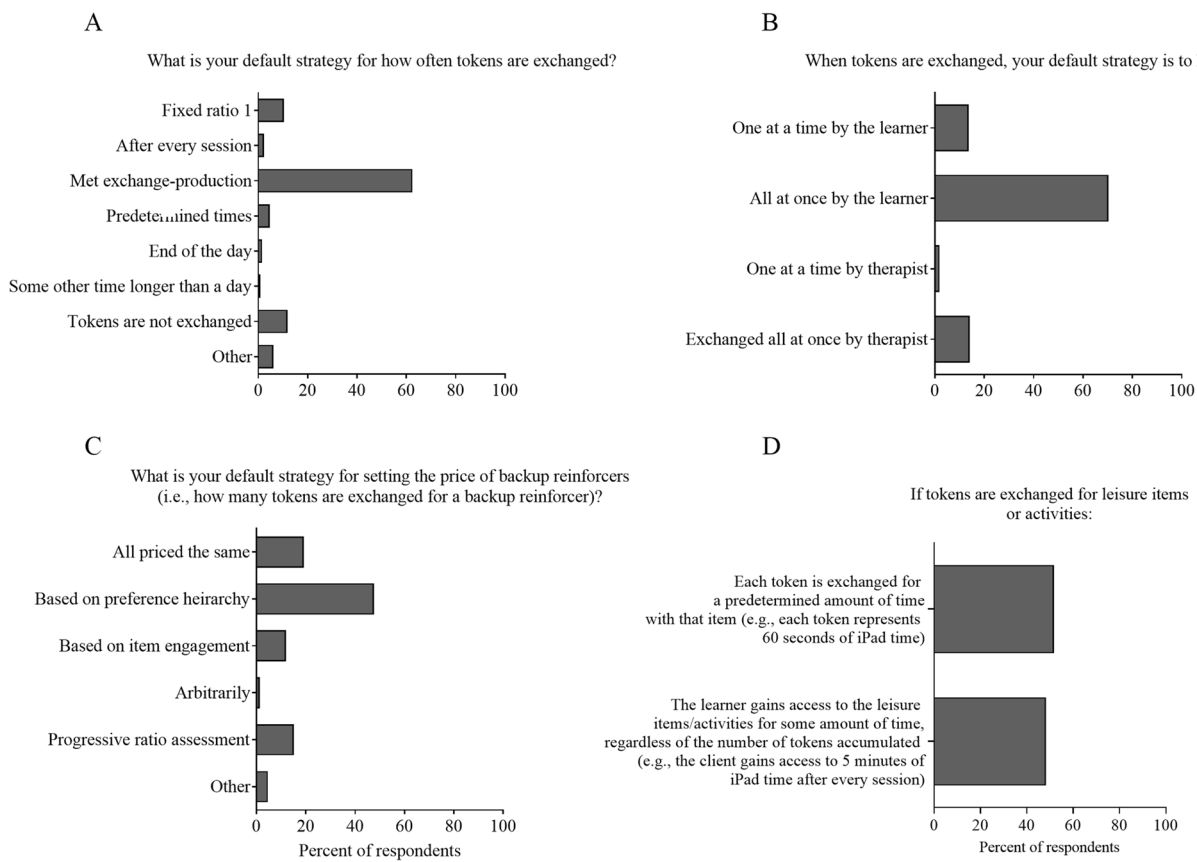 A
What is your default strategy for how often tokens are exchanged?
Fixed ratio 1
After every session
Met exchange-production
Predetermined times
End of the day
Some other time longer than a day
Tokens are not exchanged
Other
0 20 40 60 80 100
B
When tokens are exchanged, your default strategy is to
One at a time by the learner
All at once by the learner
One at a time by therapist
Exchanged all at once by therapist
0 20 40 60 80 100
C
What is your default strategy for setting the price of backup reinforcers
(i.e., how many tokens are exchanged for a backup reinforcer)?
All priced the same
Based on preference heirarchy
Based on item engagement
Arbitrarily
Progressive ratio assessment
Other
0 20 40 60 80 100
Percent of respondents
D
If tokens are exchanged for leisure items
or activities:
Each token is exchanged for
a predetermined amount of time
with that item (e.g., each token represents
60 seconds of iPad time)
The learner gains access to the leisure
items/activities for some amount of time,
regardless of the number of tokens accumulated
(e.g., the client gains access to 5 minutes of
iPad time after every session)
0 20 40 60 80 100
Percent of respondents